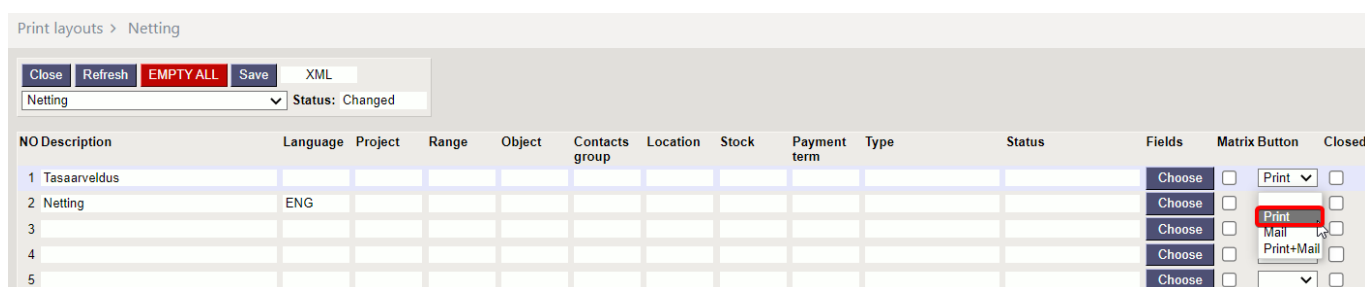 Print layouts > Netting
Close Refresh EMPTY ALL Save XML
Netting Status: Changed
NO Description Language Project Range Object Contacts group Location Stock Payment term Type Status Fields Matrix Button Closed
1 Tasaarveldus Choose Print
2 Netting ENG Choose
3 Choose
4 Choose
5 Choose
Print
Mail
Print+Mail